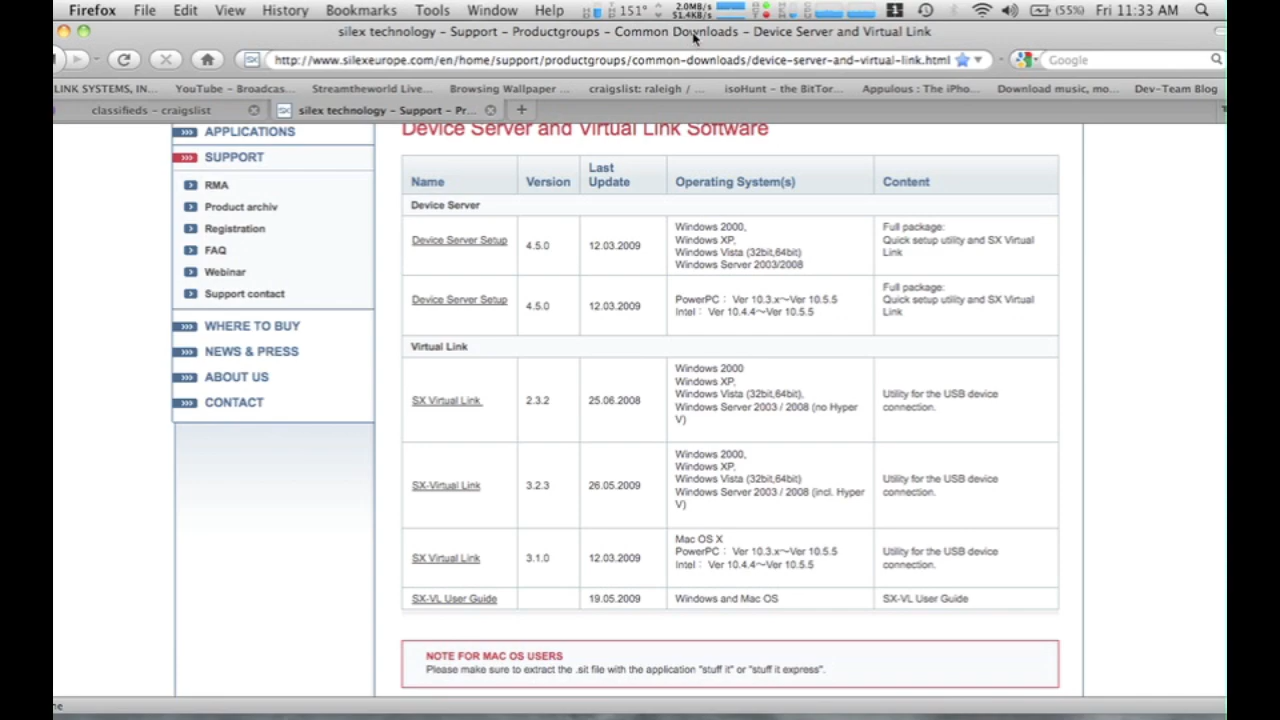 Firefox File Edit View History Bookmarks Tools Window Help 151° 2.0MB/s 51.4KB/s (55%) Fri 11:33 AM
silex technology – Support – Productgroups – Common Downloads – Device Server and Virtual Link
http://www.silexeurope.com/en/home/support/productgroups/common-downloads/device-server-and-virtual-link.html Google
LINK SYSTEMS, IN... YouTube – Broadcas... Streamtheworld Live... Browsing Wallpaper ... craigslist: raleigh / ... isoHunt – the BitTor... Appulous : The iPho... Download music, mo... Dev-Team Blog
classifieds – craigslist silex technology – Support – Pr...
APPLICATIONS
SUPPORT
RMA
Product archiv
Registration
FAQ
Webinar
Support contact
WHERE TO BUY
NEWS & PRESS
ABOUT US
CONTACT
Device Server and Virtual Link Software
Name Version Last Update Operating System(s) Content
Device Server
Device Server Setup 4.5.0 12.03.2009
Windows 2000,
Windows XP,
Windows Vista (32bit,64bit)
Windows Server 2003/2008
Full package:
Quick setup utility and SX Virtual
Link
Device Server Setup 4.5.0 12.03.2009
PowerPC : Ver 10.3.x～Ver 10.5.5
Intel : Ver 10.4.4～Ver 10.5.5
Full package:
Quick setup utility and SX Virtual
Link
Virtual Link
SX Virtual Link 2.3.2 25.06.2008
Windows 2000
Windows XP,
Windows Vista (32bit,64bit),
Windows Server 2003 / 2008 (no Hyper
V)
Utility for the USB device
connection.
SX-Virtual Link 3.2.3 26.05.2009
Windows 2000,
Windows XP,
Windows Vista (32bit,64bit)
Windows Server 2003 / 2008 (incl. Hyper
V)
Utility for the USB device
connection.
SX Virtual Link 3.1.0 12.03.2009
Mac OS X
PowerPC : Ver 10.3.x～Ver 10.5.5
Intel : Ver 10.4.4～Ver 10.5.5
Utility for the USB device
connection.
SX-VL User Guide 19.05.2009 Windows and Mac OS SX-VL User Guide
NOTE FOR MAC OS USERS
Please make sure to extract the .sit file with the application "stuff it" or "stuff it express".